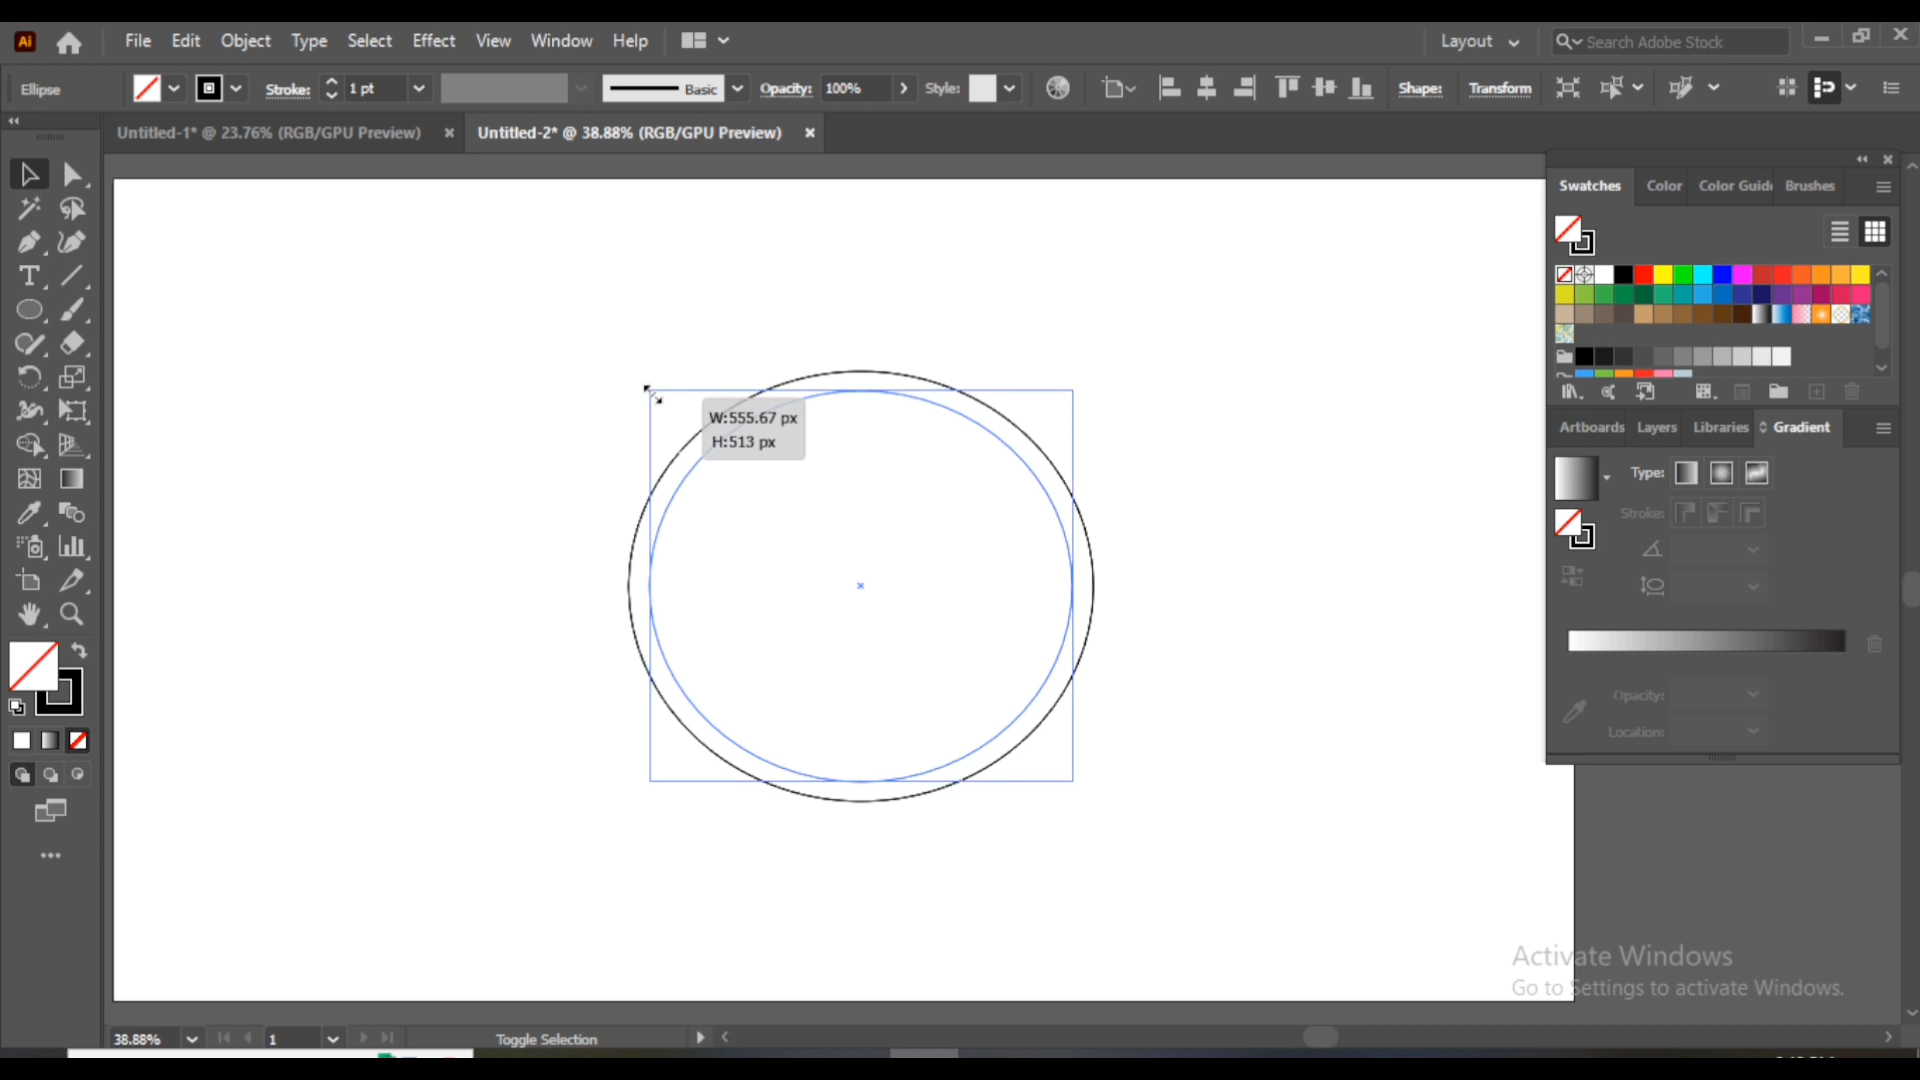 Ai File Edit Object Type Select Effect View Window Help Layout Search Adobe Stock
Ellipse Stroke: 1 pt Basic Opacity: 100% Style: Shape: Transform
Untitled-1* @ 23.76% (RGB/GPU Preview) Untitled-2* @ 38.88% (RGB/GPU Preview)
Swatches Color Color Guid Brushes
W:555.67 px
H:513 px
Artboards Layers Libraries Gradient
Type:
Stroke:
Opacity:
Location:
Activate Windows
Go to Settings to activate Windows.
38.88% 1 Toggle Selection